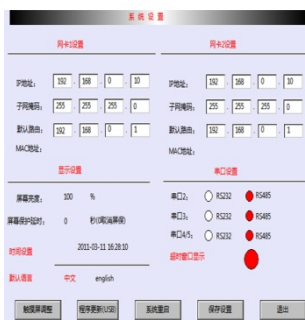 系统设置
网卡1设置
IP地址: 192 . 168 . 0 . 10
子网掩码: 255 . 255 . 255 . 0
默认路由: 192 . 168 . 0 . 1
MAC地址:
网卡2设置
IP地址: 192 . 168 . 0 . 10
子网掩码: 255 . 255 . 255 . 0
默认路由: 192 . 168 . 0 . 1
MAC地址:
显示设置
屏幕亮度: 100 %
屏幕保护延时: 0 秒(0取消屏保)
时间设置 2011-03-11 16:28:10
默认语言 中文 english
串口设置
串口2: RS232 RS485
串口3: RS232 RS485
串口4/5: RS232 RS485
超时窗口显示
触摸屏调整 程序更新(USB) 系统重启 保存设置 退出